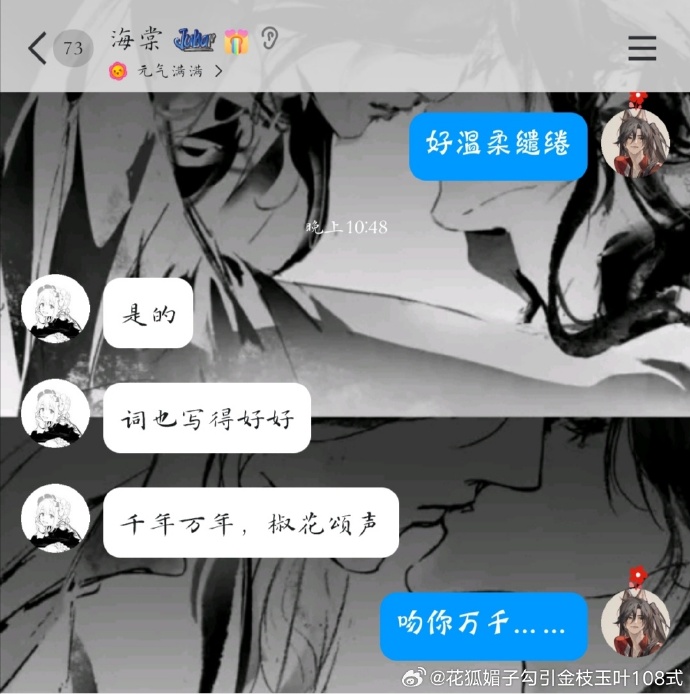 73
海棠 Juhua
元气满满
好温柔缱绻
晚上10:48
是的
词也写得好好
千年万年，椒花颂声
吻你万千……
@花狐媚子勾引金枝玉叶108式